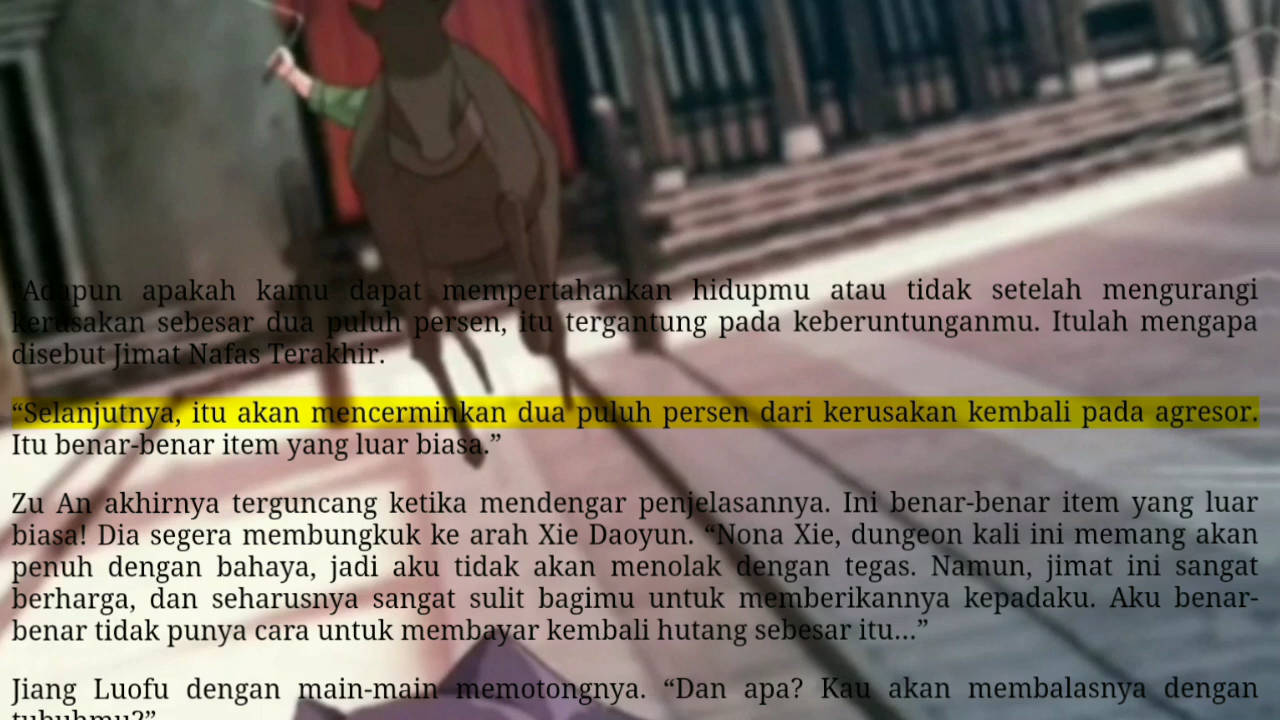 “Adapun apakah kamu dapat mempertahankan hidupmu atau tidak setelah mengurangi
kerusakan sebesar dua puluh persen, itu tergantung pada keberuntunganmu. Itulah mengapa
disebut Jimat Nafas Terakhir.
“Selanjutnya, itu akan mencerminkan dua puluh persen dari kerusakan kembali pada agresor.
Itu benar-benar item yang luar biasa.”
Zu An akhirnya terguncang ketika mendengar penjelasannya. Ini benar-benar item yang luar
biasa! Dia segera membungkuk ke arah Xie Daoyun. “Nona Xie, dungeon kali ini memang akan
penuh dengan bahaya, jadi aku tidak akan menolak dengan tegas. Namun, jimat ini sangat
berharga, dan seharusnya sangat sulit bagimu untuk memberikannya kepadaku. Aku benar-
benar tidak punya cara untuk membayar kembali hutang sebesar itu...”
Jiang Luofu dengan main-main memotongnya. “Dan apa? Kau akan membalasnya dengan
tubuhmu?”